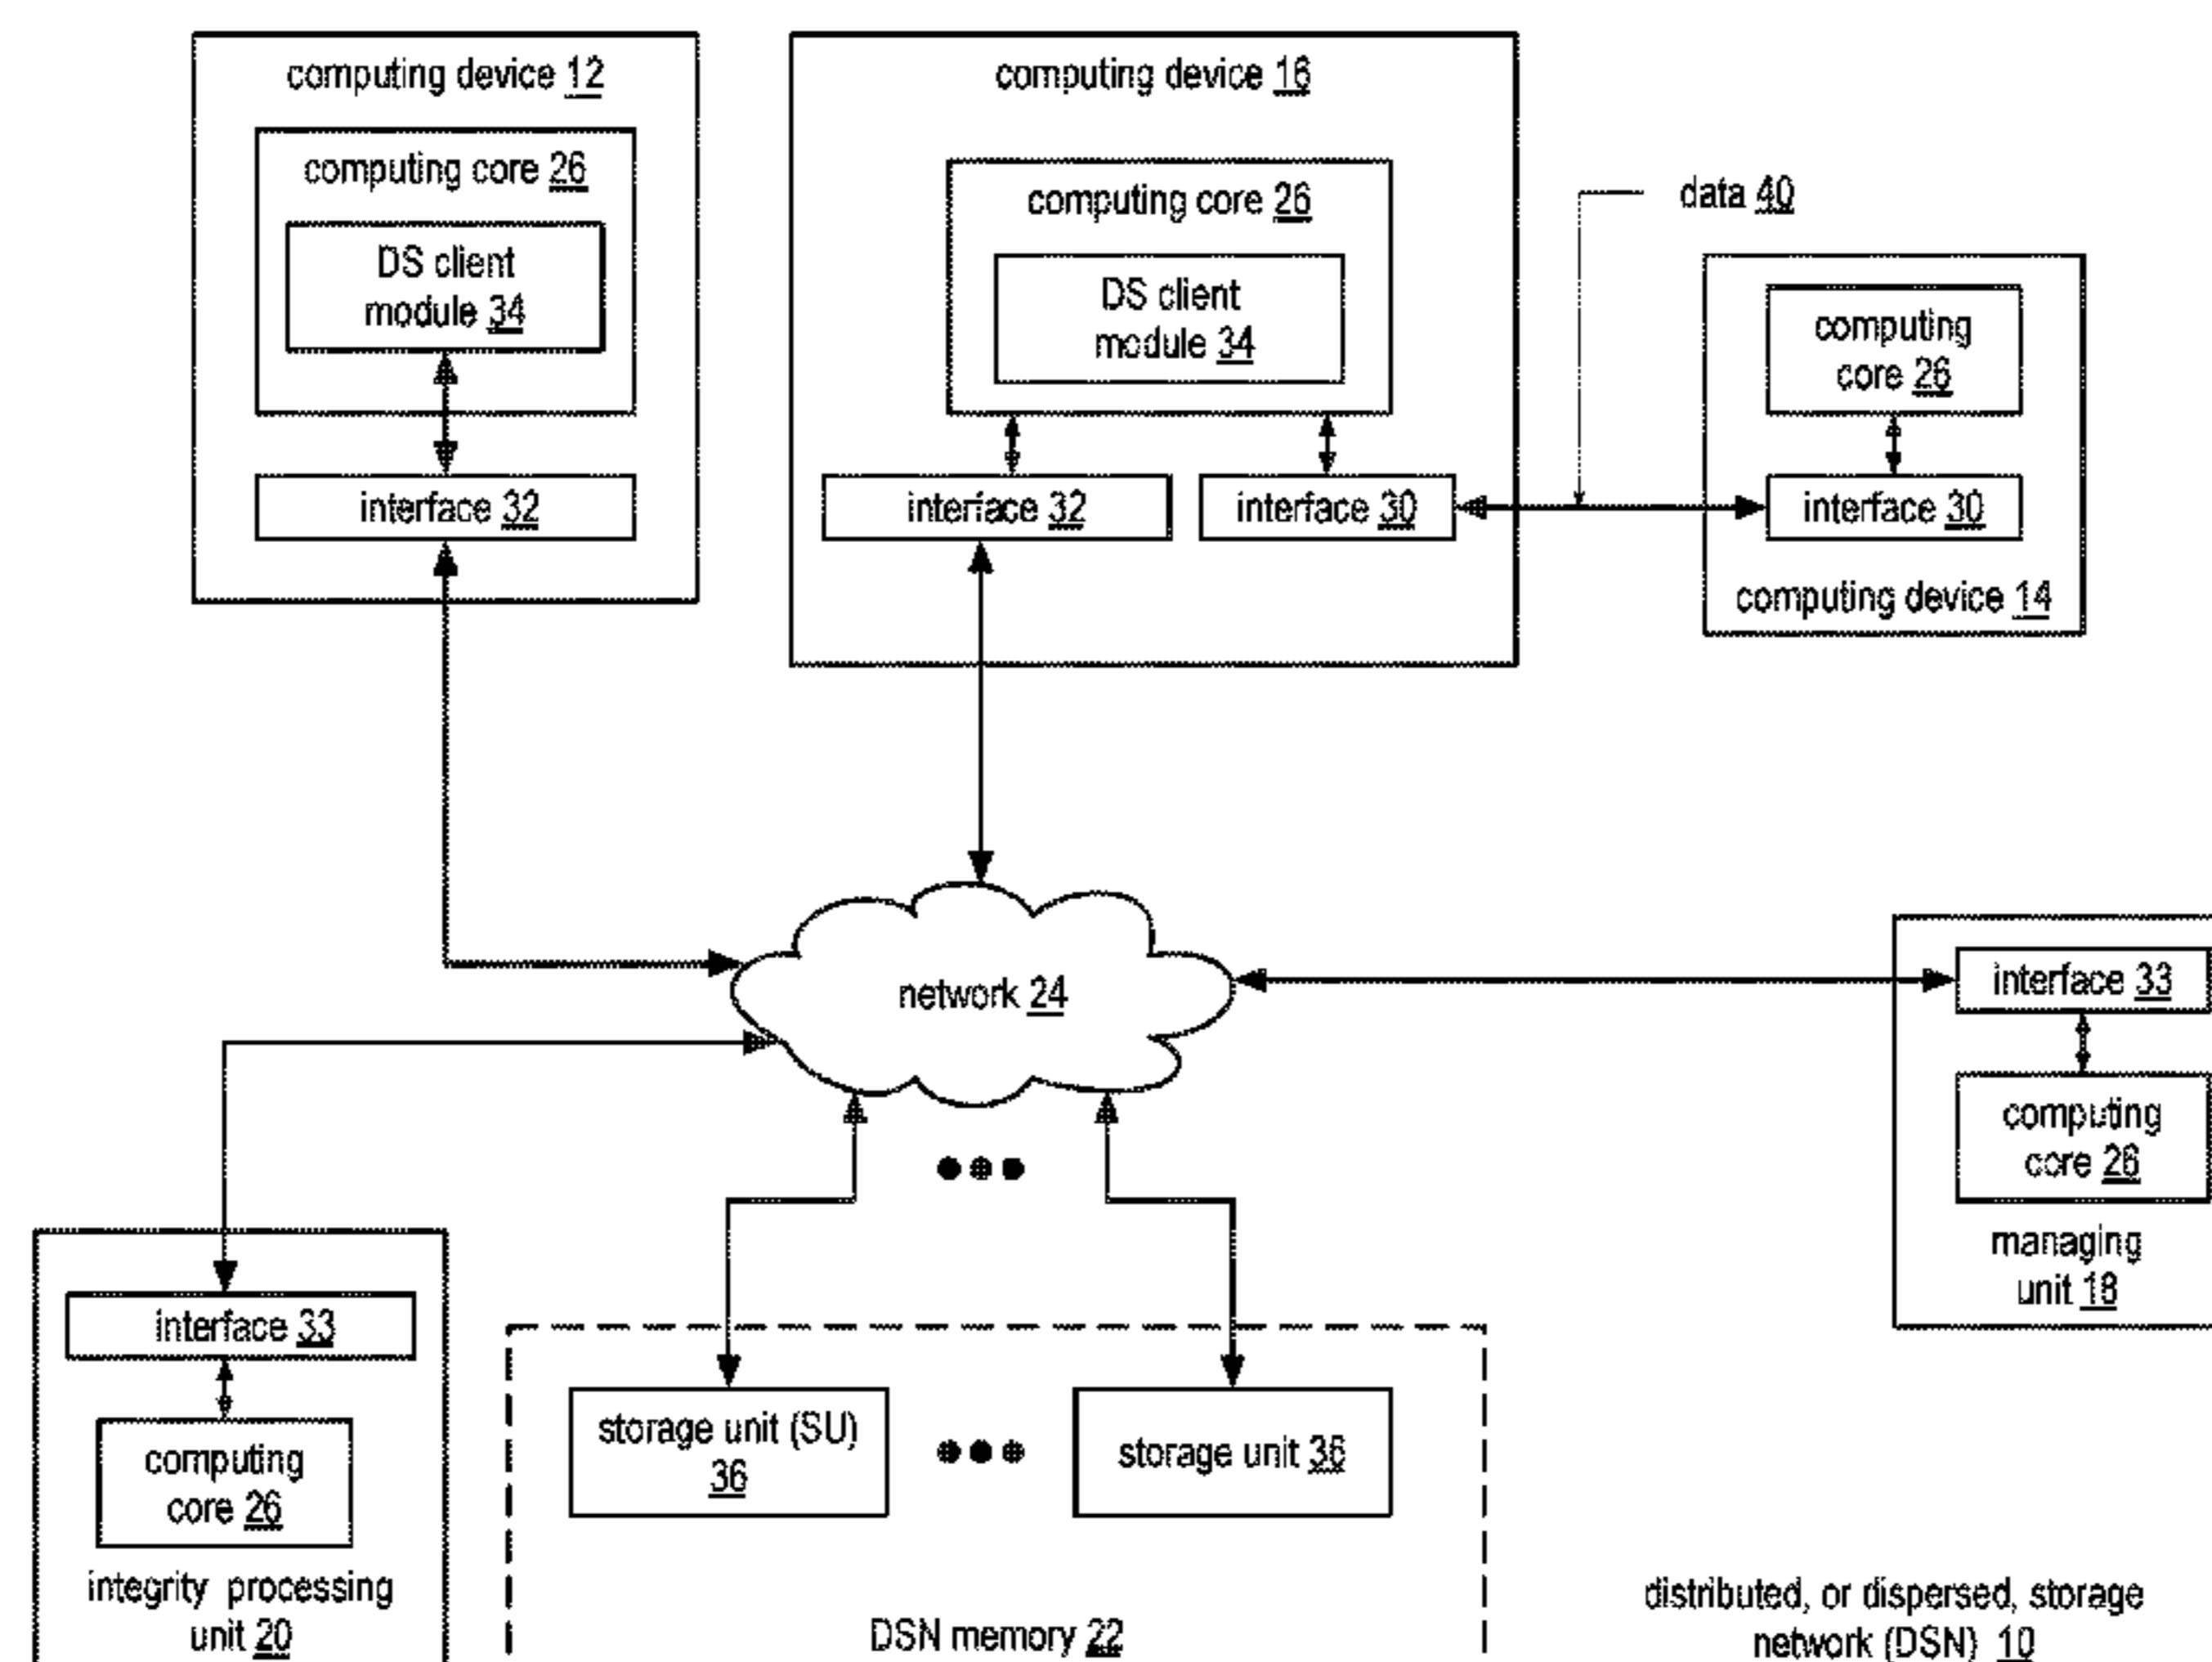 computing device 12
computing core 26
DS client
module 34
interface 32
computing device 16
computing core 26
DS client
module 34
interface 32
interface 30
data 40
computing
core 26
interface 30
computing device 14
network 24
interface 33
computing
core 26
managing
unit 18
interface 33
computing
core 26
integrity processing
unit 20
storage unit (SU)
36
storage unit 36
DSN memory 22
distributed, or dispersed, storage
network (DSN) 10